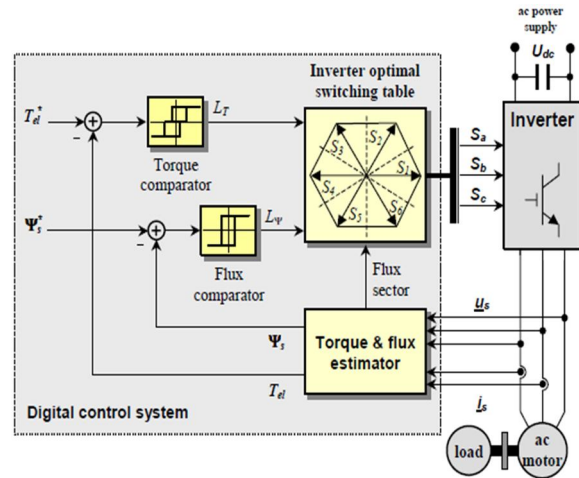 ac power
supply
U_dc
Inverter
Inverter optimal
switching table
T_el*
−
L_T
Torque
comparator
S_1
S_2
S_3
S_4
S_5
S_6
S_a
S_b
S_c
Ψ_s*
−
L_Ψ
Flux
comparator
Flux
sector
Ψ_s
T_el
Torque & flux
estimator
u_s
i_s
Digital control system
load
ac
motor